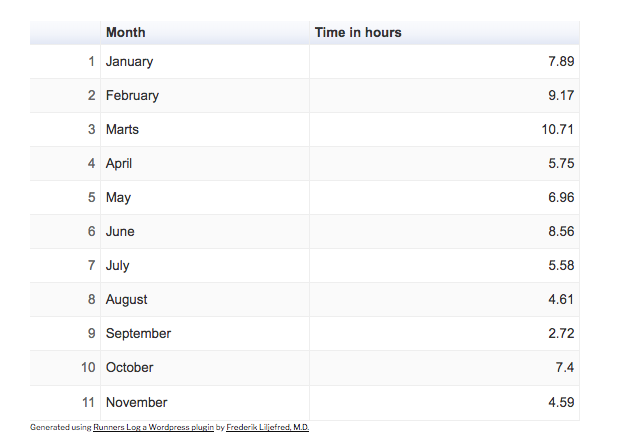 Month Time in hours
1 January 7.89
2 February 9.17
3 Marts 10.71
4 April 5.75
5 May 6.96
6 June 8.56
7 July 5.58
8 August 4.61
9 September 2.72
10 October 7.4
11 November 4.59
Generated using Runners Log a Wordpress plugin by Frederik Liljefred, M.D.